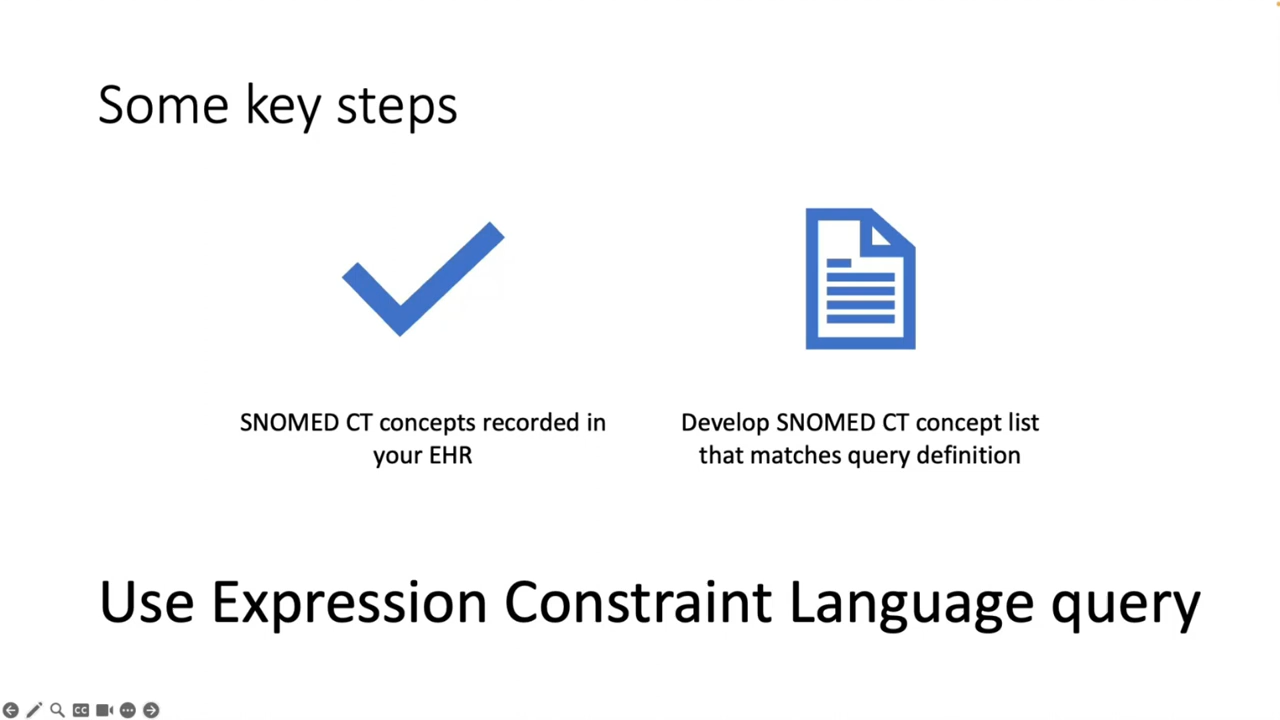 Some key steps
SNOMED CT concepts recorded in
your EHR
Develop SNOMED CT concept list
that matches query definition
Use Expression Constraint Language query
CC